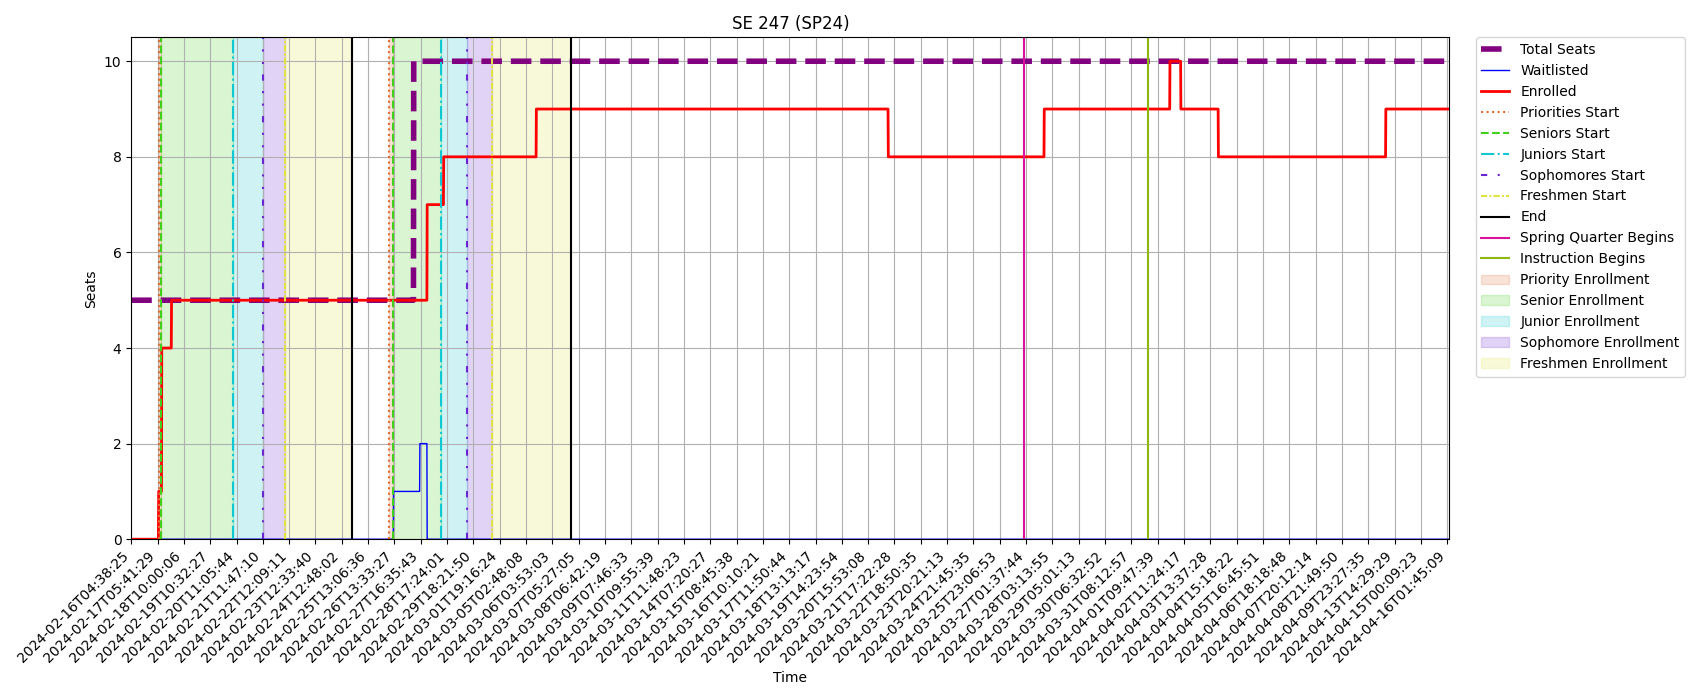 SE 247 (SP24)
10
8
6
4
2
0
Seats
2024-02-16T04:38:25
2024-02-17T05:41:29
2024-02-18T10:00:06
2024-02-19T10:32:27
2024-02-20T11:05:44
2024-02-21T11:47:10
2024-02-22T12:09:11
2024-02-23T12:33:40
2024-02-24T12:48:02
2024-02-25T13:06:36
2024-02-26T13:33:27
2024-02-27T16:35:43
2024-02-28T17:24:01
2024-02-29T18:21:50
2024-03-01T19:16:24
2024-03-05T02:48:08
2024-03-06T03:53:03
2024-03-07T05:27:05
2024-03-08T06:42:19
2024-03-09T07:46:33
2024-03-10T09:55:39
2024-03-11T11:48:23
2024-03-14T07:20:27
2024-03-15T08:45:38
2024-03-16T10:10:21
2024-03-17T11:50:44
2024-03-18T13:13:17
2024-03-19T14:23:54
2024-03-20T15:53:08
2024-03-21T17:22:28
2024-03-22T18:50:35
2024-03-23T20:21:13
2024-03-24T21:45:35
2024-03-25T23:06:53
2024-03-27T01:37:44
2024-03-28T03:13:55
2024-03-29T05:01:13
2024-03-30T06:32:52
2024-03-31T08:12:57
2024-04-01T09:47:39
2024-04-02T11:24:17
2024-04-03T13:37:28
2024-04-04T15:18:22
2024-04-05T16:45:51
2024-04-06T18:18:48
2024-04-07T20:12:14
2024-04-08T21:49:50
2024-04-09T23:27:35
2024-04-13T14:29:29
2024-04-15T00:09:23
2024-04-16T01:45:09
Time
Total Seats
Waitlisted
Enrolled
Priorities Start
Seniors Start
Juniors Start
Sophomores Start
Freshmen Start
End
Spring Quarter Begins
Instruction Begins
Priority Enrollment
Senior Enrollment
Junior Enrollment
Sophomore Enrollment
Freshmen Enrollment